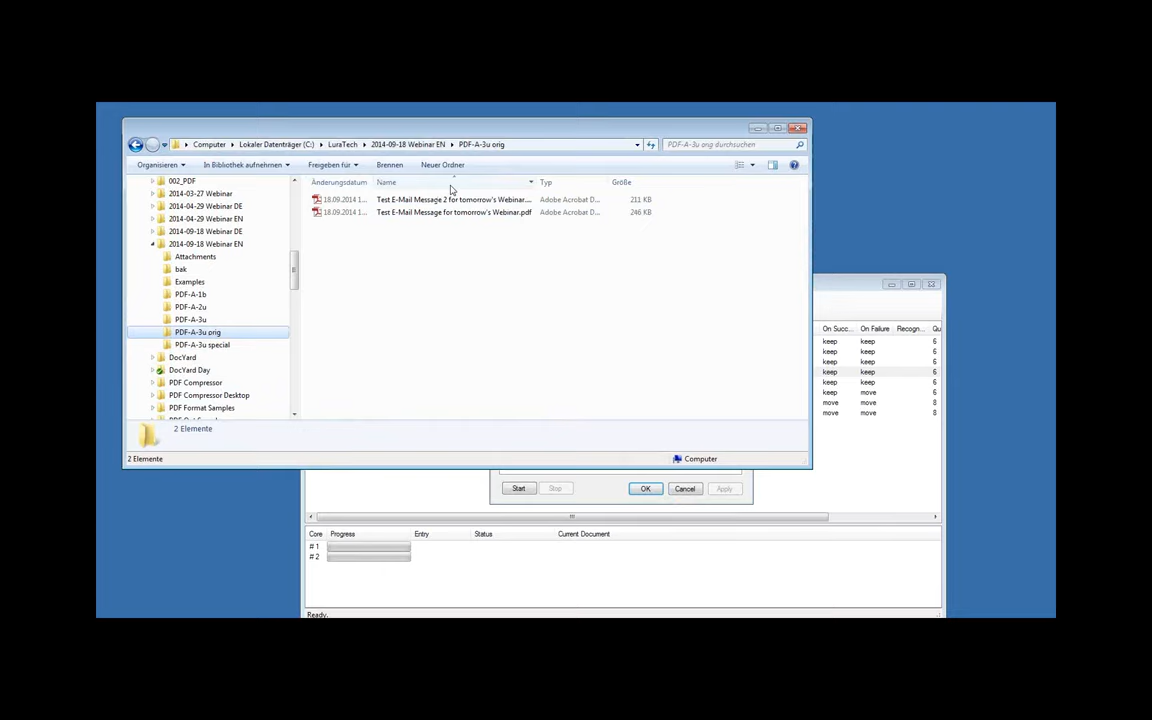 Computer ▸ Lokaler Datenträger (C:) ▸ LuraTech ▸ 2014-09-18 Webinar EN ▸ PDF-A-3u orig
PDF-A-3u orig durchsuchen
Organisieren In Bibliothek aufnehmen Freigeben für Brennen Neuer Ordner
Änderungsdatum Name Typ Größe
18.09.2014 1... Test E-Mail Message 2 for tomorrow's Webinar.... Adobe Acrobat D... 211 KB
18.09.2014 1... Test E-Mail Message for tomorrow's Webinar.pdf Adobe Acrobat D... 246 KB
002_PDF
2014-03-27 Webinar
2014-04-29 Webinar DE
2014-04-29 Webinar EN
2014-09-18 Webinar DE
2014-09-18 Webinar EN
Attachments
bak
Examples
PDF-A-1b
PDF-A-2u
PDF-A-3u
PDF-A-3u orig
PDF-A-3u special
DocYard
DocYard Day
PDF Compressor
PDF Compressor Desktop
PDF Format Samples
2 Elemente
2 Elemente
Computer
On Succ... On Failure Recogn... Qu
keep keep 6
keep keep 6
keep keep 6
keep keep 6
keep keep 6
keep move 6
move move 8
move move 8
Start Stop OK Cancel Apply
Core Progress Entry Status Current Document
# 1
# 2
Ready.